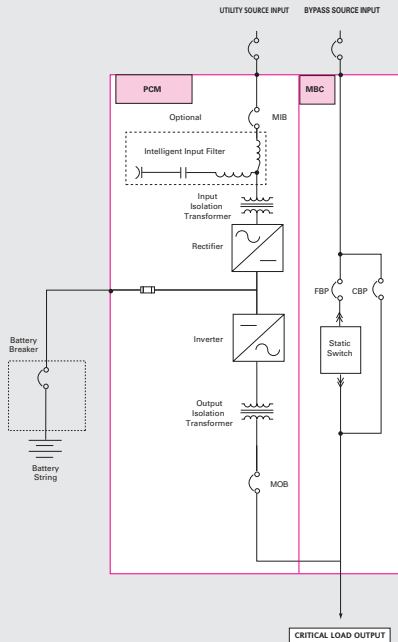 UTILITY SOURCE INPUT
BYPASS SOURCE INPUT
PCM
MBC
Optional
MIB
Intelligent Input Filter
Input
Isolation
Transformer
Rectifier
FBP
CBP
Battery
Breaker
Inverter
Static
Switch
Output
Isolation
Transformer
Battery
String
MOB
CRITICAL LOAD OUTPUT